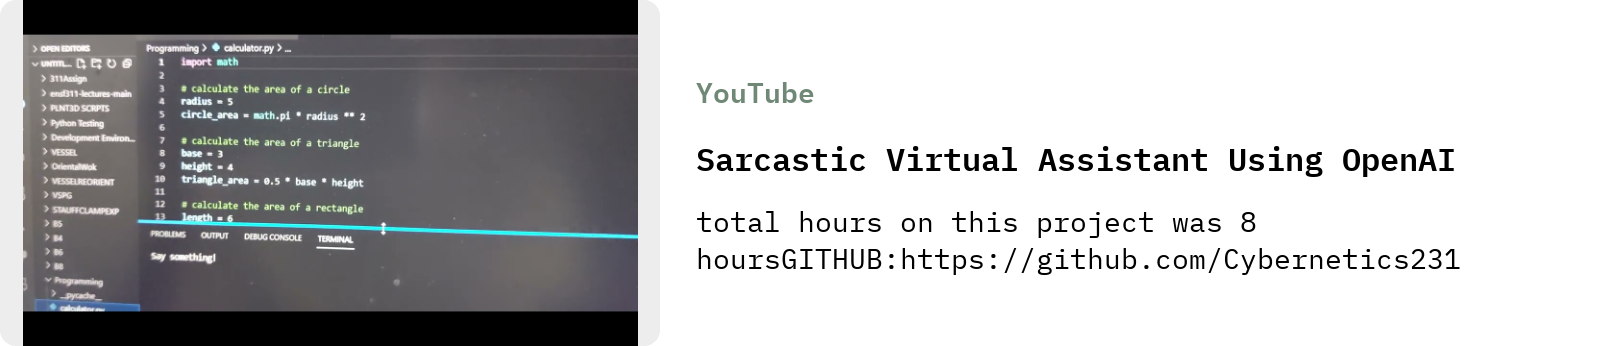 OPEN EDITORS
UNTITL...
311Assign
ensf311-lectures-main
PLNT3D SCRIPTS
Python Testing
Development Environ...
VESSEL
OrientalWok
VESSELREORIENT
VSPG
STAUFFCLAMPEXP
B5
B4
B6
B8
Programming
__pycache__
calculator.py
Programming > calculator.py > ...
1 import math
2
3 # calculate the area of a circle
4 radius = 5
5 circle_area = math.pi * radius ** 2
6
7 # calculate the area of a triangle
8 base = 3
9 height = 4
10 triangle_area = 0.5 * base * height
11
12 # calculate the area of a rectangle
13 length = 6
PROBLEMS OUTPUT DEBUG CONSOLE TERMINAL
Say something!
YouTube
Sarcastic Virtual Assistant Using OpenAI
total hours on this project was 8
hoursGITHUB:https://github.com/Cybernetics231